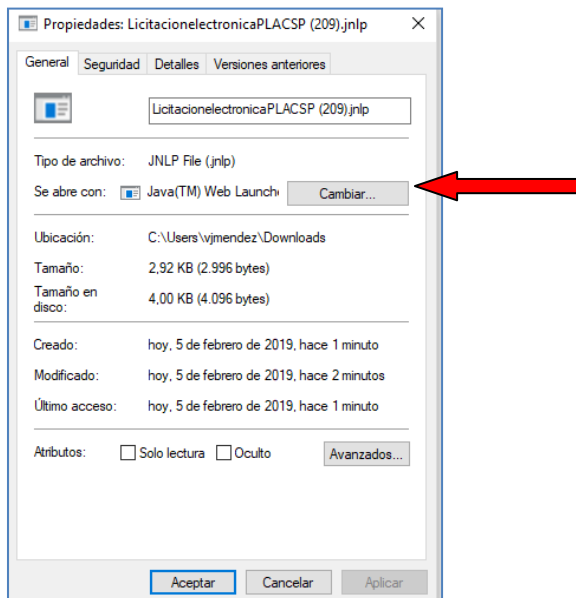 Propiedades: LicitacionelectronicaPLACSP (209).jnlp
General Seguridad Detalles Versiones anteriores
LicitacionelectronicaPLACSP (209).jnlp
Tipo de archivo: JNLP File (.jnlp)
Se abre con: Java(TM) Web Launch Cambiar...
Ubicación: C:\Users\vjmendez\Downloads
Tamaño: 2,92 KB (2.996 bytes)
Tamaño en
disco: 4,00 KB (4.096 bytes)
Creado: hoy, 5 de febrero de 2019, hace 1 minuto
Modificado: hoy, 5 de febrero de 2019, hace 2 minutos
Último acceso: hoy, 5 de febrero de 2019, hace 1 minuto
Atributos: Solo lectura Oculto Avanzados...
Aceptar Cancelar Aplicar